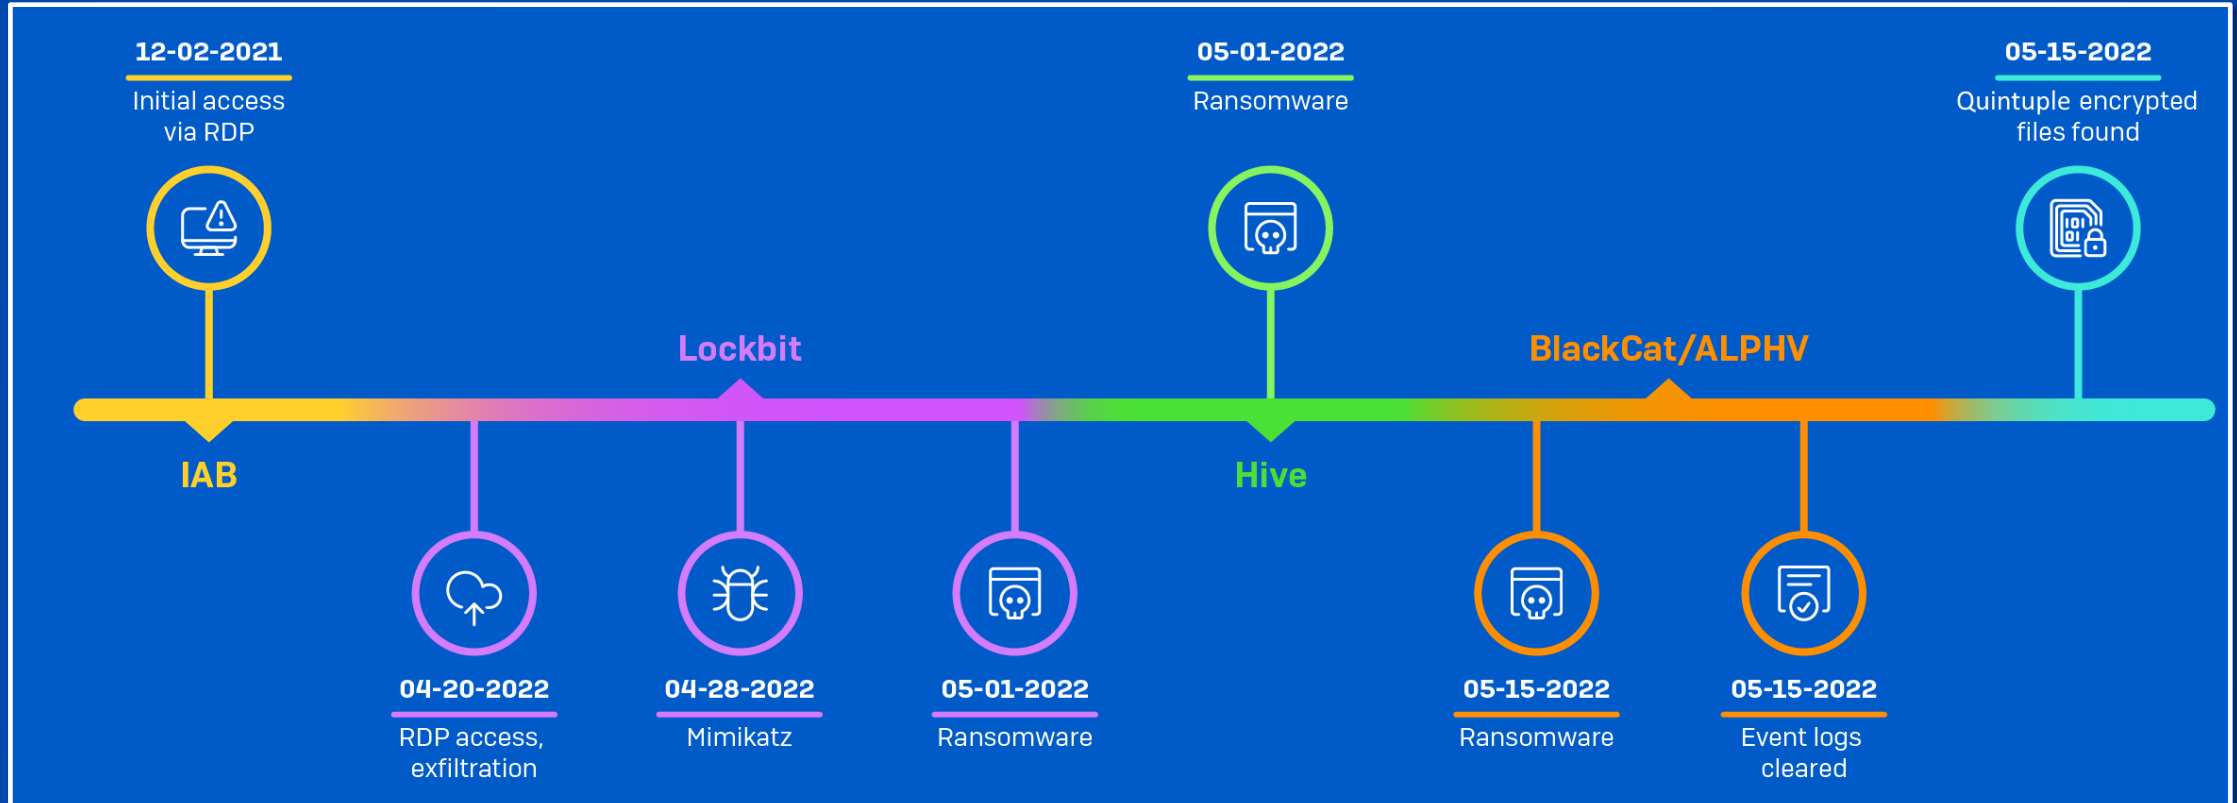 12-02-2021
Initial access
via RDP
05-01-2022
Ransomware
05-15-2022
Quintuple encrypted
files found
Lockbit
BlackCat/ALPHV
IAB
Hive
04-20-2022
RDP access,
exfiltration
04-28-2022
Mimikatz
05-01-2022
Ransomware
05-15-2022
Ransomware
05-15-2022
Event logs
cleared